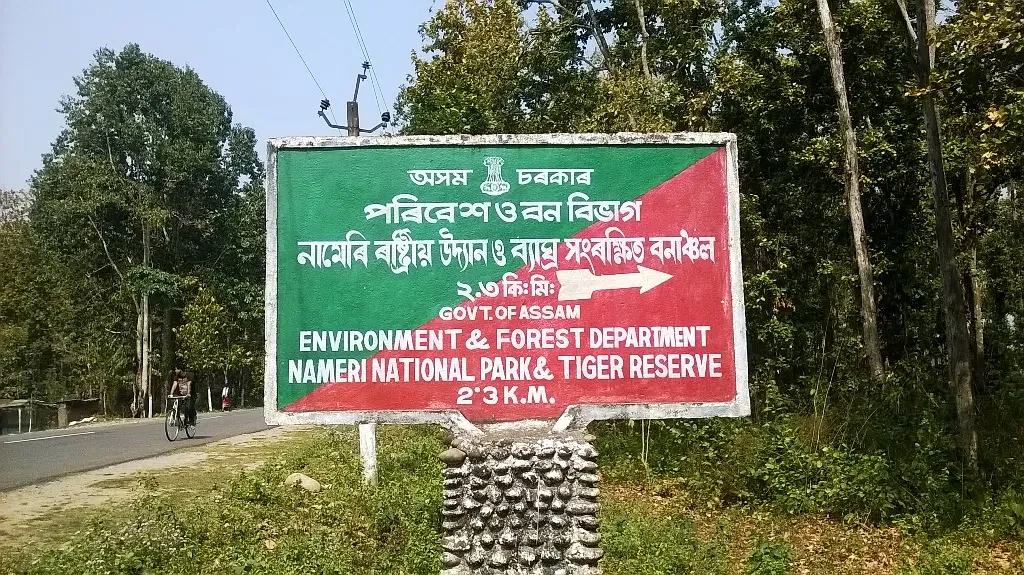 অসম চৰকাৰ
পৰিবেশ ও বন বিভাগ
নামেৰি ৰাষ্ট্ৰীয় উদ্যান ও ব্যাঘ্ৰ সংৰক্ষিত বনাঞ্চল
২.৩ কি: মি:
GOVT. OF ASSAM
ENVIRONMENT & FOREST DEPARTMENT
NAMERI NATIONAL PARK & TIGER RESERVE
2·3 K.M.